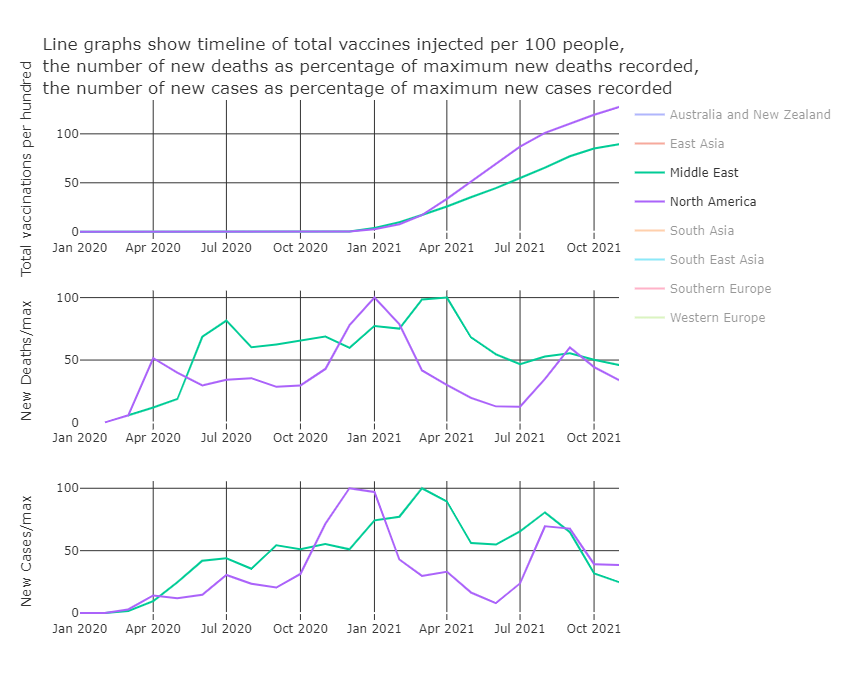 Line graphs show timeline of total vaccines injected per 100 people,
the number of new deaths as percentage of maximum new deaths recorded,
the number of new cases as percentage of maximum new cases recorded
Total vaccinations per hundred
100
50
0
Jan 2020 Apr 2020 Jul 2020 Oct 2020 Jan 2021 Apr 2021 Jul 2021 Oct 2021
Australia and New Zealand
East Asia
Middle East
North America
South Asia
South East Asia
Southern Europe
Western Europe
New Deaths/max
100
50
0
Jan 2020 Apr 2020 Jul 2020 Oct 2020 Jan 2021 Apr 2021 Jul 2021 Oct 2021
New Cases/max
100
50
0
Jan 2020 Apr 2020 Jul 2020 Oct 2020 Jan 2021 Apr 2021 Jul 2021 Oct 2021